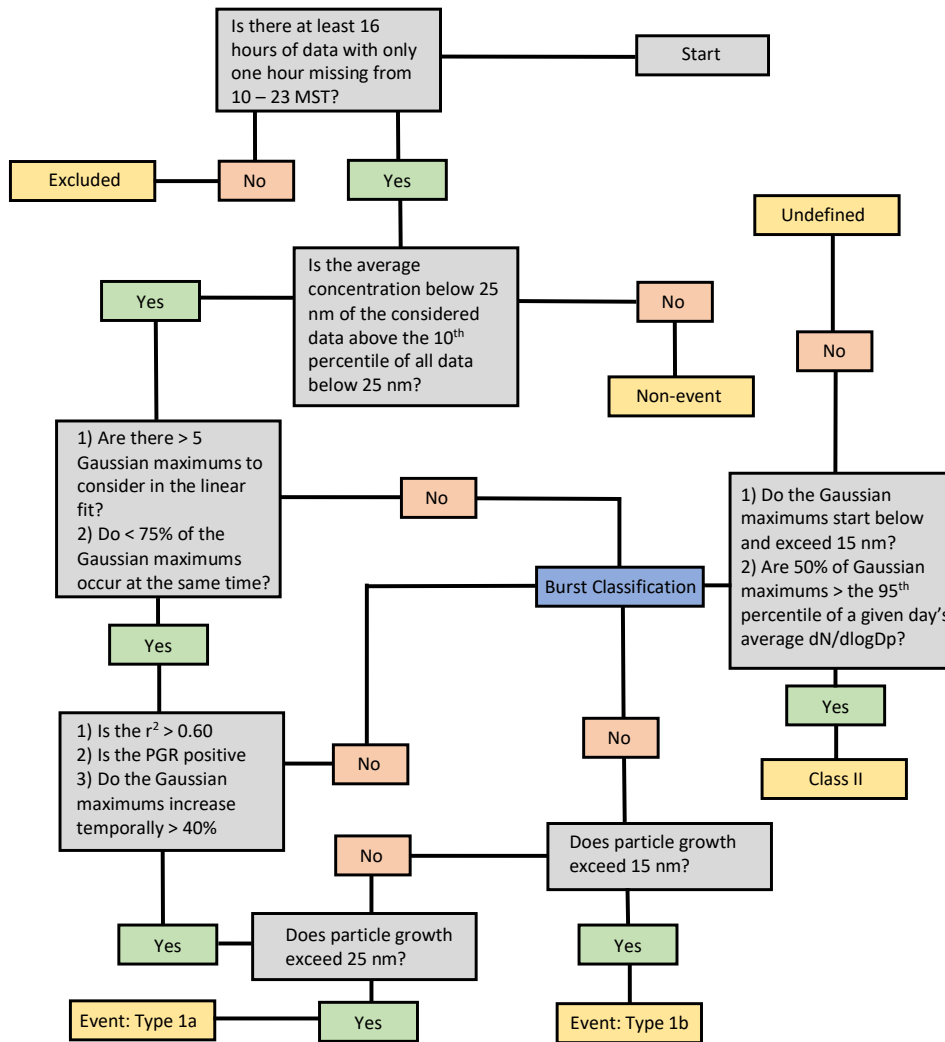 Is there at least 16
hours of data with only
one hour missing from
10 – 23 MST?
Start
Excluded
No
Yes
Undefined
Is the average
concentration below 25
nm of the considered
data above the 10th
percentile of all data
below 25 nm?
Yes
No
No
Non-event
1) Are there > 5
Gaussian maximums to
consider in the linear
fit?
2) Do < 75% of the
Gaussian maximums
occur at the same time?
No
1) Do the Gaussian
maximums start below
and exceed 15 nm?
2) Are 50% of Gaussian
maximums > the 95th
percentile of a given day's
average dN/dlogDp?
Burst Classification
Yes
Yes
Class II
1) Is the r2 > 0.60
2) Is the PGR positive
3) Do the Gaussian
maximums increase
temporally > 40%
No
No
No
Does particle growth
exceed 15 nm?
Yes
Does particle growth
exceed 25 nm?
Yes
Event: Type 1a
Yes
Event: Type 1b